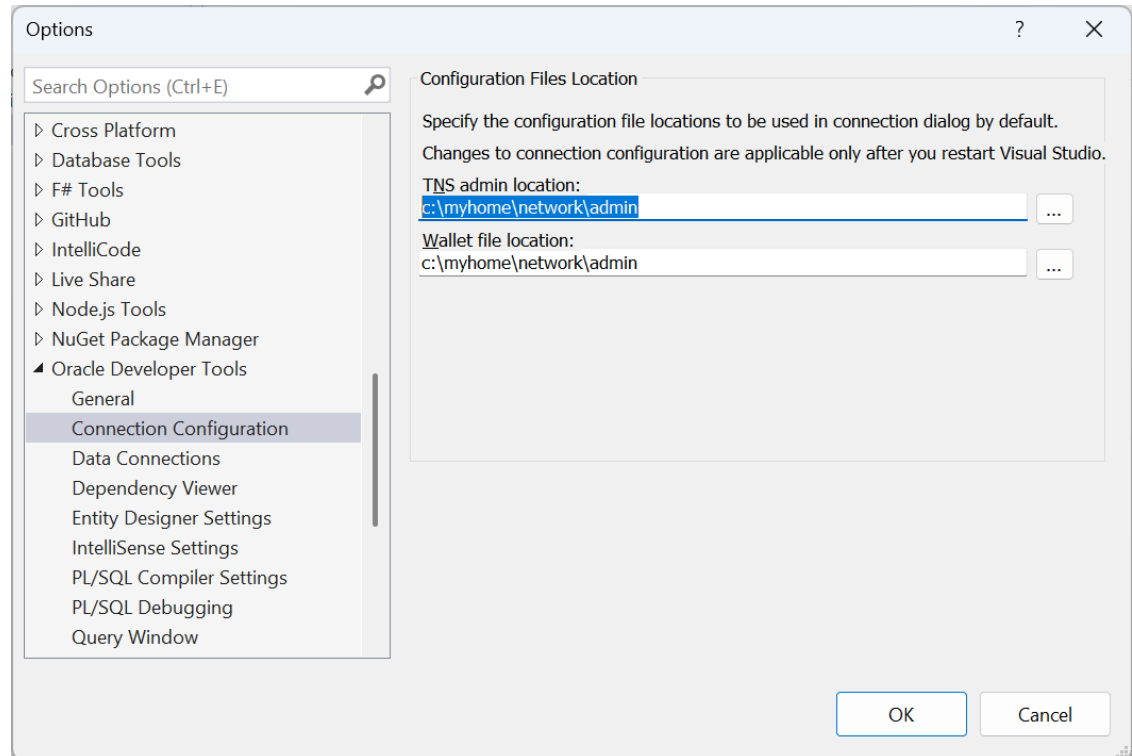 Options
?
Search Options (Ctrl+E)
Cross Platform
Database Tools
F# Tools
GitHub
IntelliCode
Live Share
Node.js Tools
NuGet Package Manager
Oracle Developer Tools
General
Connection Configuration
Data Connections
Dependency Viewer
Entity Designer Settings
IntelliSense Settings
PL/SQL Compiler Settings
PL/SQL Debugging
Query Window
Configuration Files Location
Specify the configuration file locations to be used in connection dialog by default.
Changes to connection configuration are applicable only after you restart Visual Studio.
TNS admin location:
c:\myhome\network\admin
...
Wallet file location:
c:\myhome\network\admin
...
OK
Cancel